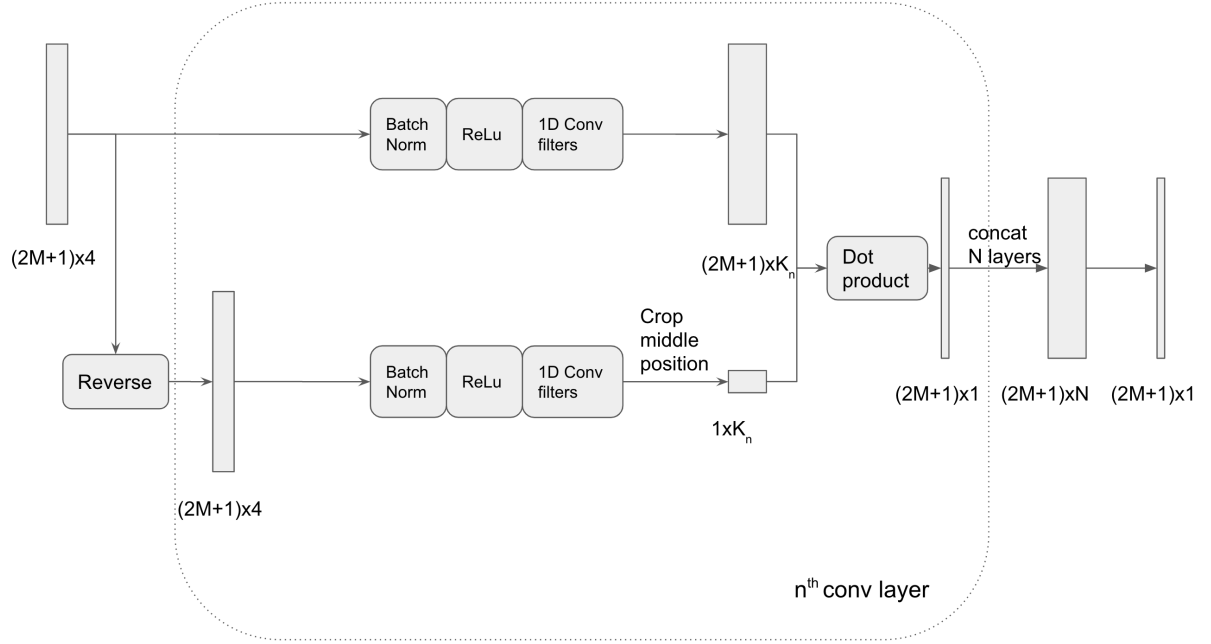 (2M+1)x4
Batch
Norm
ReLu
1D Conv
filters
(2M+1)xKn
Reverse
(2M+1)x4
Batch
Norm
ReLu
1D Conv
filters
Crop
middle
position
1xKn
Dot
product
(2M+1)x1
concat
N layers
(2M+1)xN
(2M+1)x1
nth conv layer